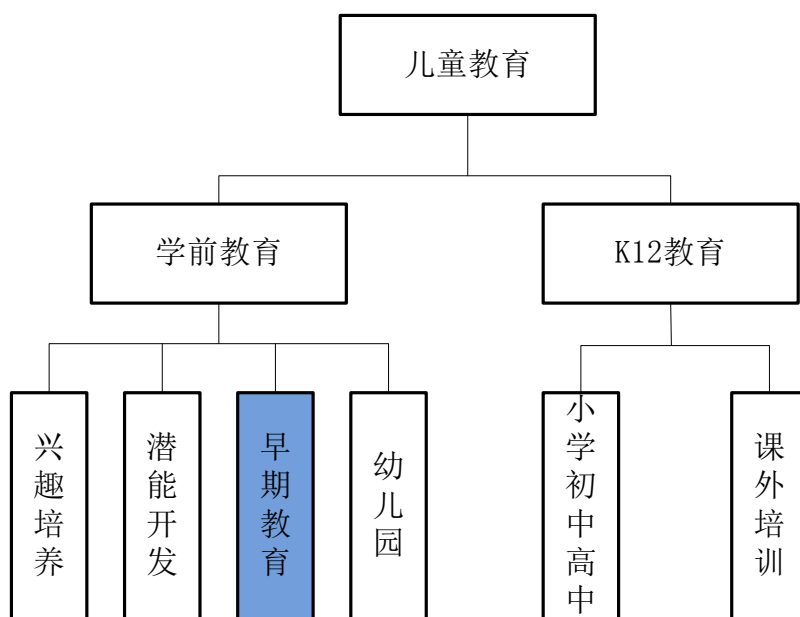 儿童教育
学前教育
K12教育
兴趣培养
潜能开发
早期教育
幼儿园
小学初中高中
课外培训